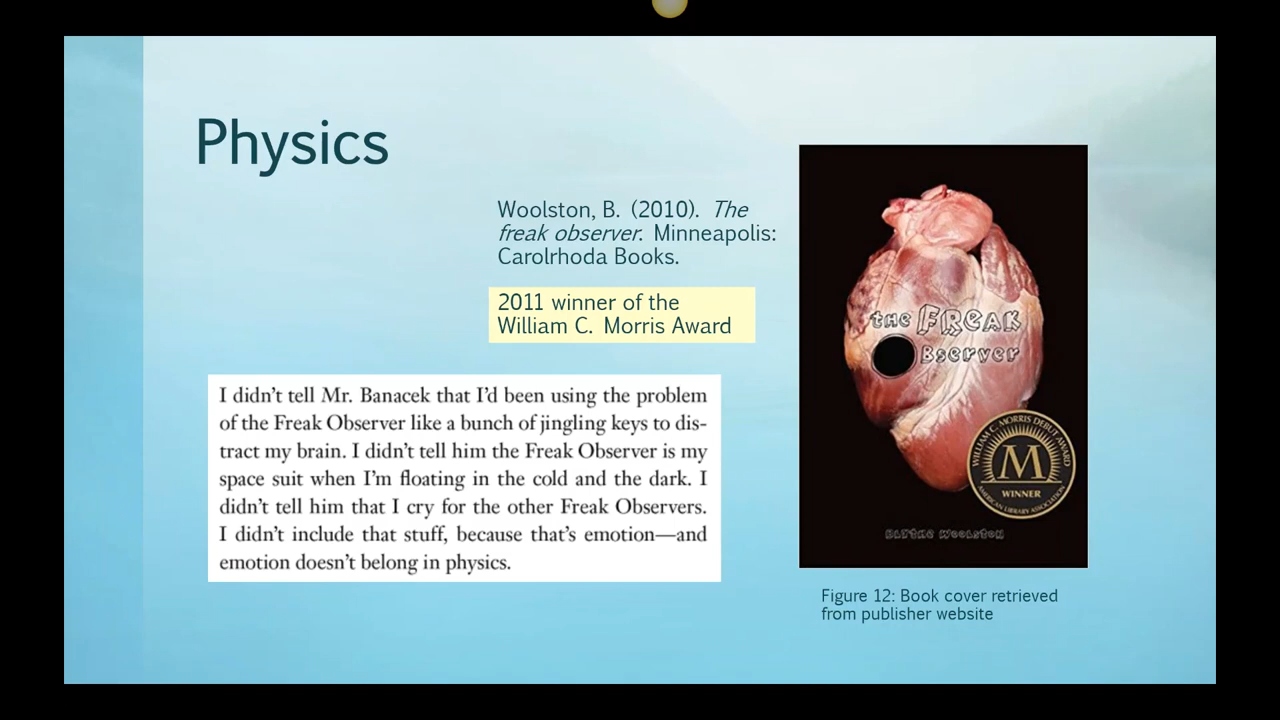 Physics
Woolston, B. (2010). The
freak observer. Minneapolis:
Carolrhoda Books.
2011 winner of the
William C. Morris Award
I didn't tell Mr. Banacek that I'd been using the problem
of the Freak Observer like a bunch of jingling keys to dis-
tract my brain. I didn't tell him the Freak Observer is my
space suit when I'm floating in the cold and the dark. I
didn't tell him that I cry for the other Freak Observers.
I didn't include that stuff, because that's emotion—and
emotion doesn't belong in physics.
the FREAK
Bserver
WILLIAM C. MORRIS DEBUT AWARD
M
WINNER
AMERICAN LIBRARY ASSOCIATION
BLYTHE WOOLSTON
Figure 12: Book cover retrieved
from publisher website